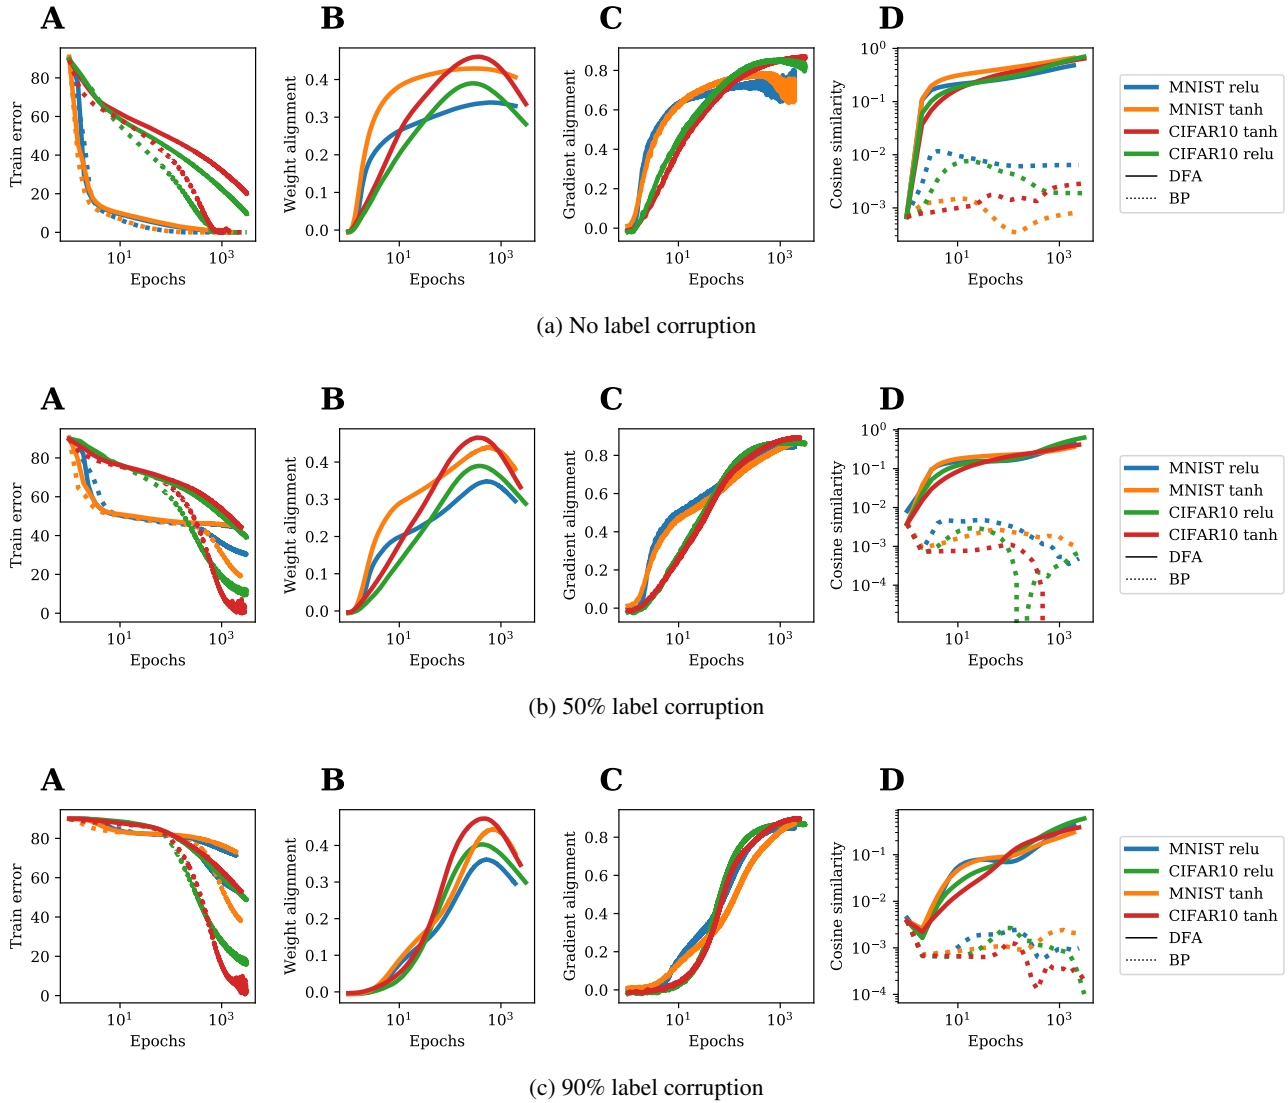 A B C D
Train error
80
60
40
20
0
10^1 10^3
Epochs
Weight alignment
0.4
0.3
0.2
0.1
0.0
10^1 10^3
Epochs
Gradient alignment
0.8
0.6
0.4
0.2
0.0
10^1 10^3
Epochs
Cosine similarity
10^0
10^−1
10^−2
10^−3
10^1 10^3
Epochs
MNIST relu
MNIST tanh
CIFAR10 tanh
CIFAR10 relu
DFA
BP
(a) No label corruption
A B C D
Train error
80
60
40
20
0
10^1 10^3
Epochs
Weight alignment
0.4
0.3
0.2
0.1
0.0
10^1 10^3
Epochs
Gradient alignment
0.8
0.6
0.4
0.2
0.0
10^1 10^3
Epochs
Cosine similarity
10^0
10^−1
10^−2
10^−3
10^−4
10^1 10^3
Epochs
MNIST relu
MNIST tanh
CIFAR10 relu
CIFAR10 tanh
DFA
BP
(b) 50% label corruption
A B C D
Train error
80
60
40
20
0
10^1 10^3
Epochs
Weight alignment
0.4
0.3
0.2
0.1
0.0
10^1 10^3
Epochs
Gradient alignment
0.8
0.6
0.4
0.2
0.0
10^1 10^3
Epochs
Cosine similarity
10^−1
10^−2
10^−3
10^−4
10^1 10^3
Epochs
MNIST relu
CIFAR10 relu
MNIST tanh
CIFAR10 tanh
DFA
BP
(c) 90% label corruption